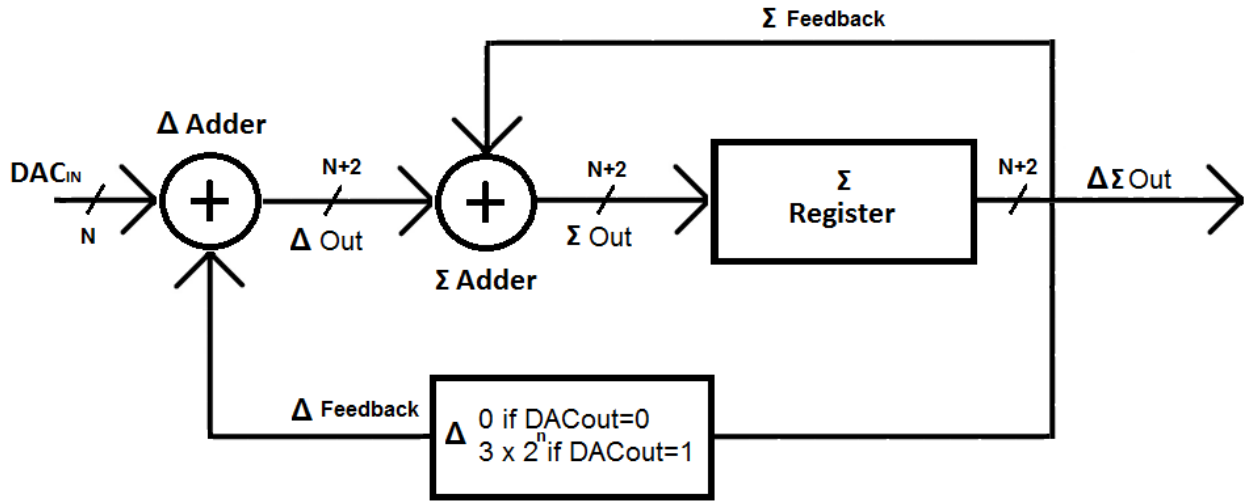 Σ Feedback
Δ Adder
DACIN
N
N+2
Δ Out
Σ Adder
N+2
Σ Out
Σ
Register
N+2
ΔΣ Out
Δ Feedback
Δ
0 if DACout=0
3 x 2ⁿ if DACout=1